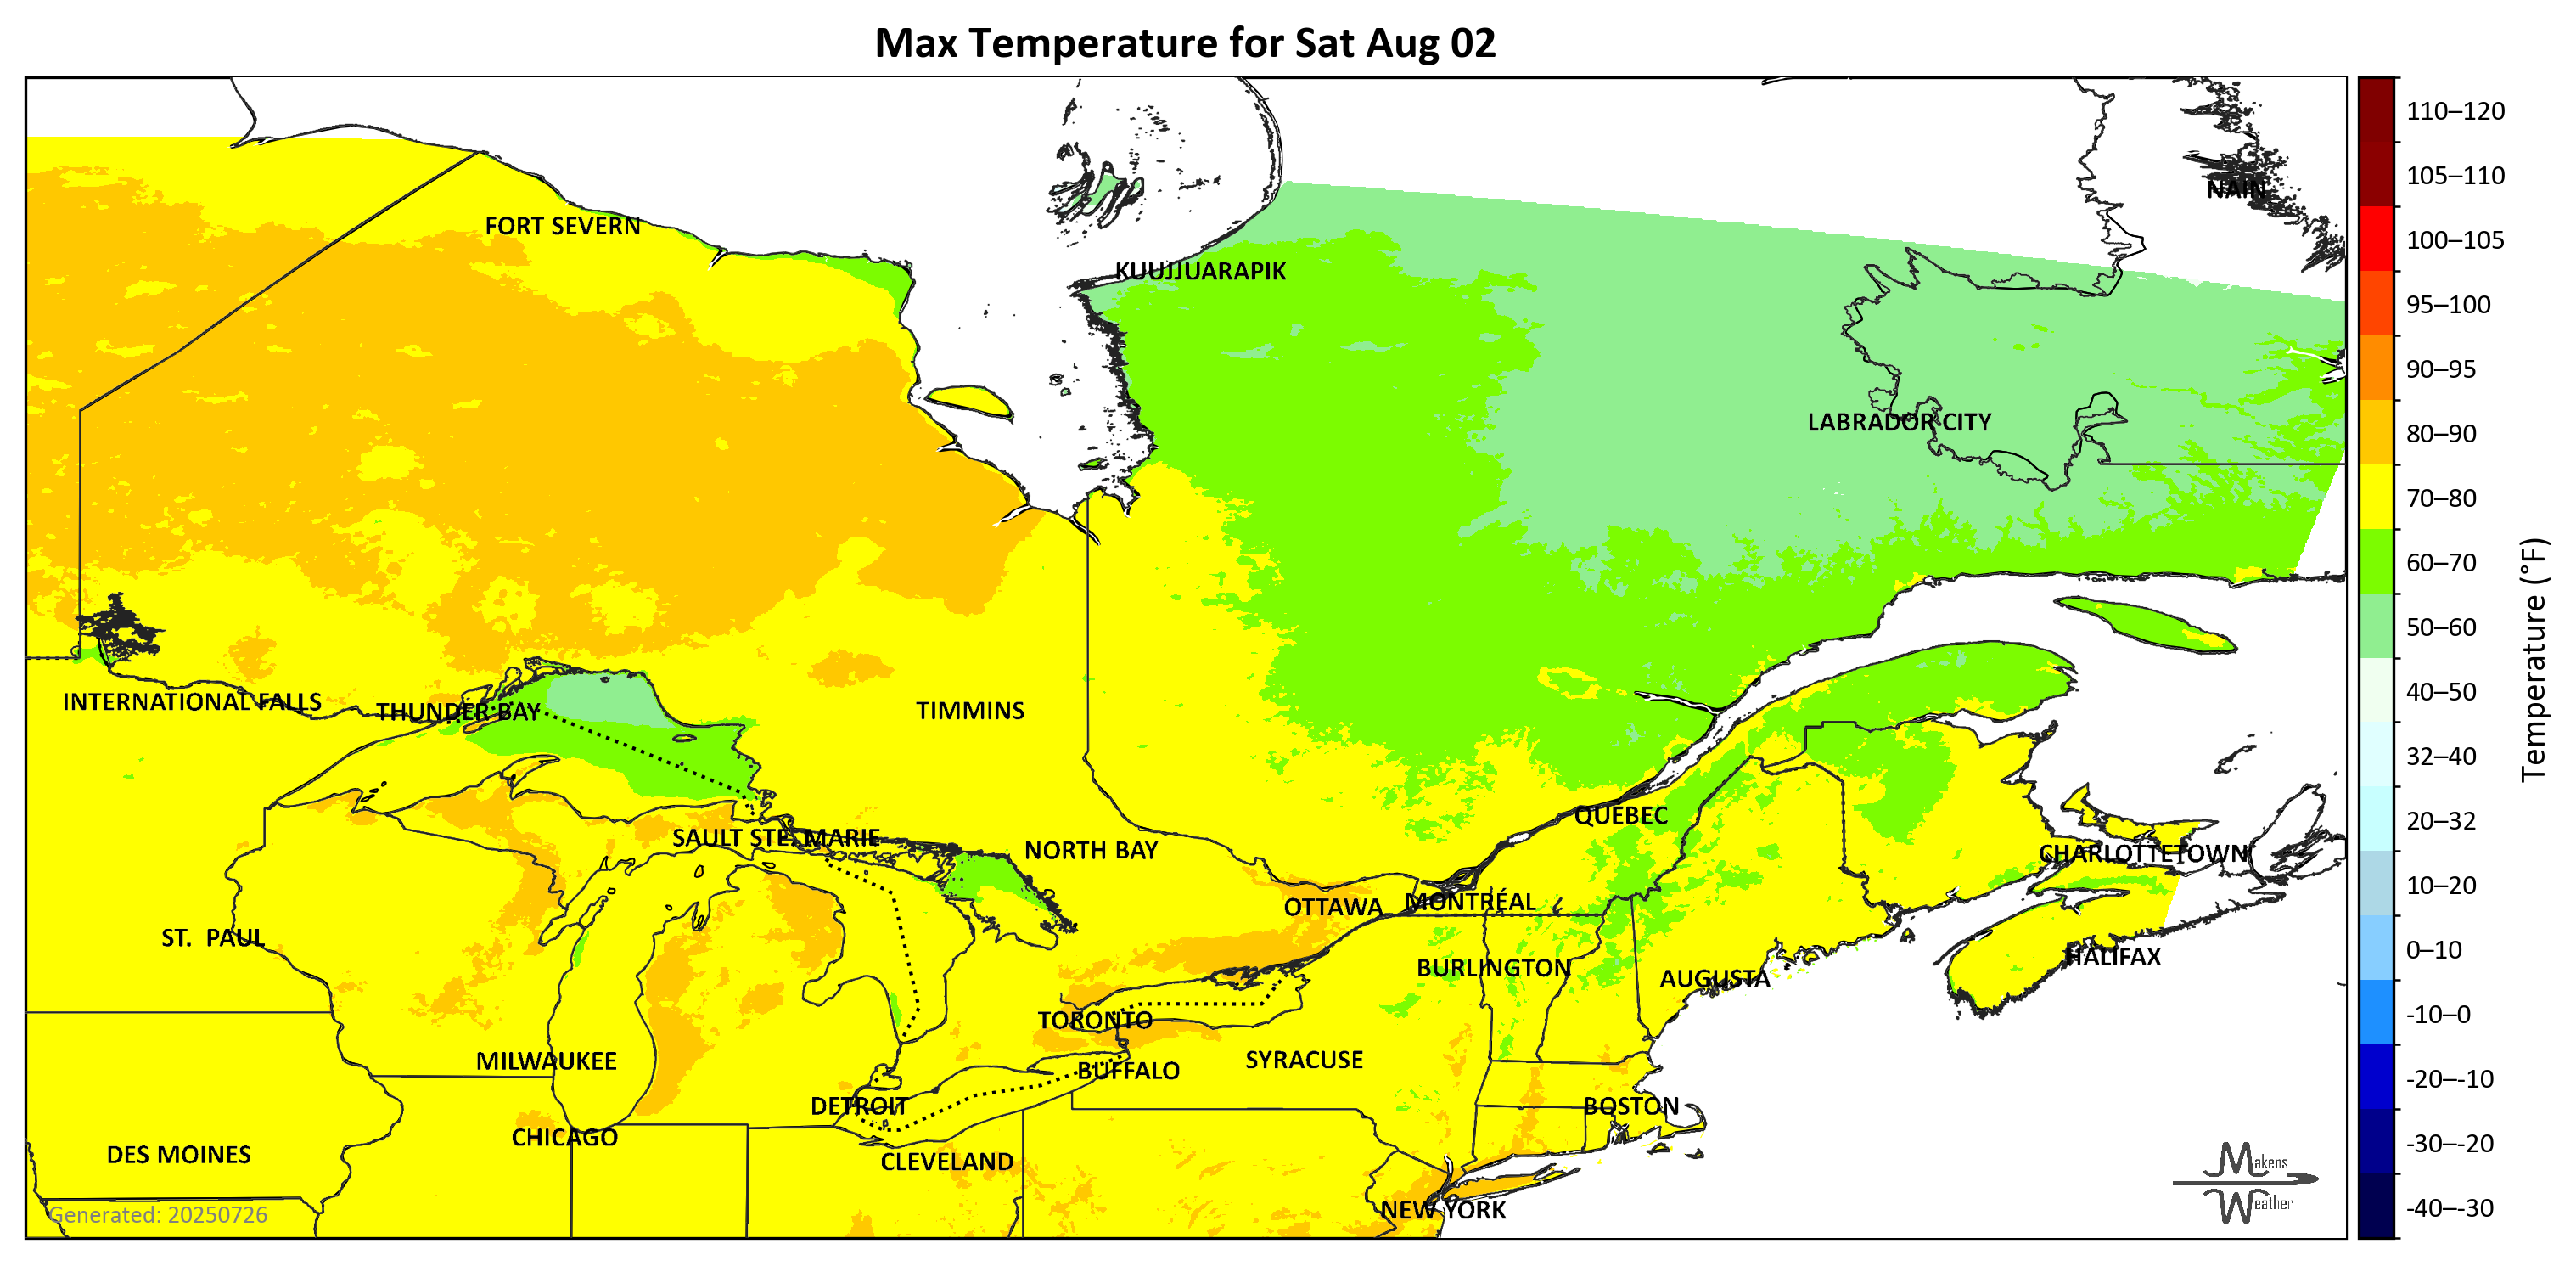 Max Temperature for Sat Aug 02
110–120
105–110
NAIN
FORT SEVERN
100–105
KUUJJUARAPIK
95–100
90–95
LABRADOR CITY
80–90
70–80
60–70
50–60
Temperature (°F)
INTERNATIONAL FALLS
THUNDER BAY
TIMMINS
40–50
32–40
QUÉBEC
20–32
SAULT STE. MARIE
NORTH BAY
CHARLOTTETOWN
10–20
OTTAWA
MONTRÉAL
ST. PAUL
0–10
BURLINGTON
HALIFAX
AUGUSTA
-10–0
TORONTO
MILWAUKEE
BUFFALO
SYRACUSE
-20–-10
DETROIT
BOSTON
CHICAGO
-30–-20
DES MOINES
CLEVELAND
Makens
Weather
NEW YORK
-40–-30
Generated: 20250726